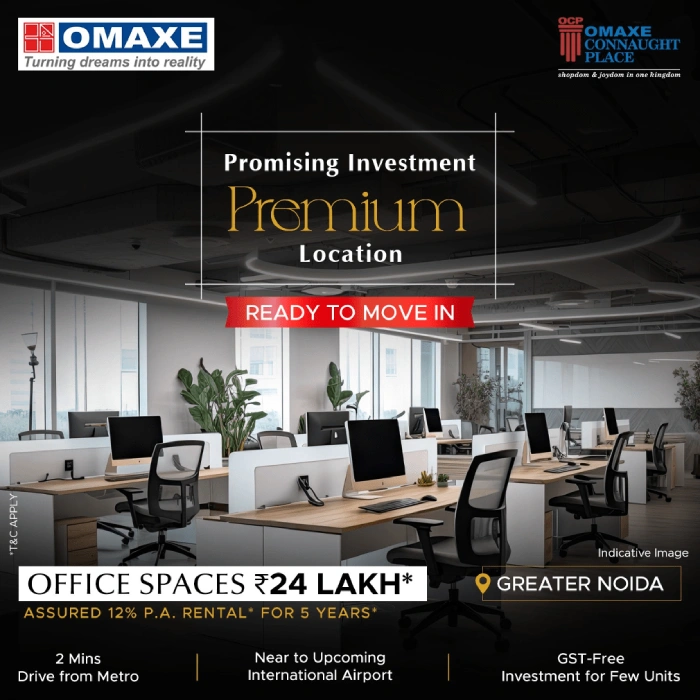 OMAXE
Turning dreams into reality
OCP
OMAXE
CONNAUGHT
PLACE
shopdom & joydom in one kingdom
Promising Investment
Premium
Location
READY TO MOVE IN
*T&C APPLY
Indicative Image
OFFICE SPACES ₹24 LAKH*
GREATER NOIDA
ASSURED 12% P.A. RENTAL* FOR 5 YEARS*
2 Mins
Drive from Metro
Near to Upcoming
International Airport
GST-Free
Investment for Few Units